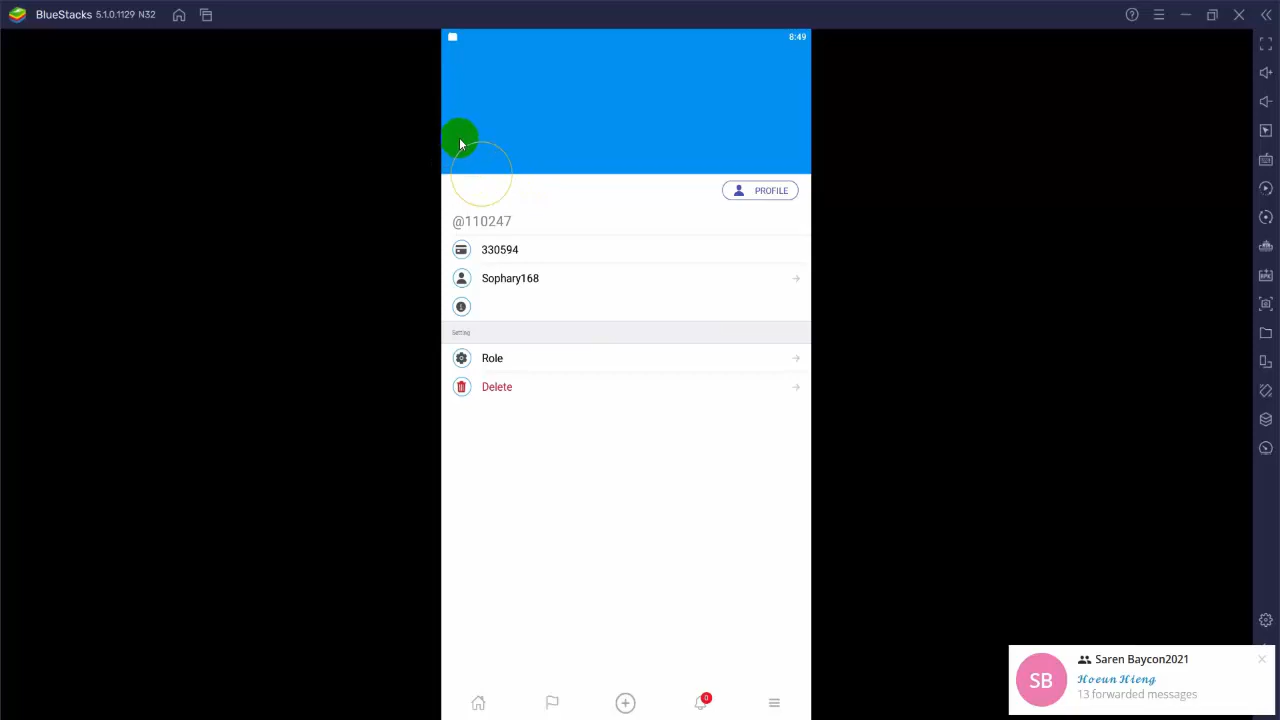 BlueStacks 5.1.0.1129 N32
8:49
PROFILE
@110247
330594
Sophary168
Setting
Role
Delete
0
SB
Saren Baycon2021
𝓗𝓸𝓮𝓾𝓷 𝓗𝓲𝓮𝓷𝓰
13 forwarded messages